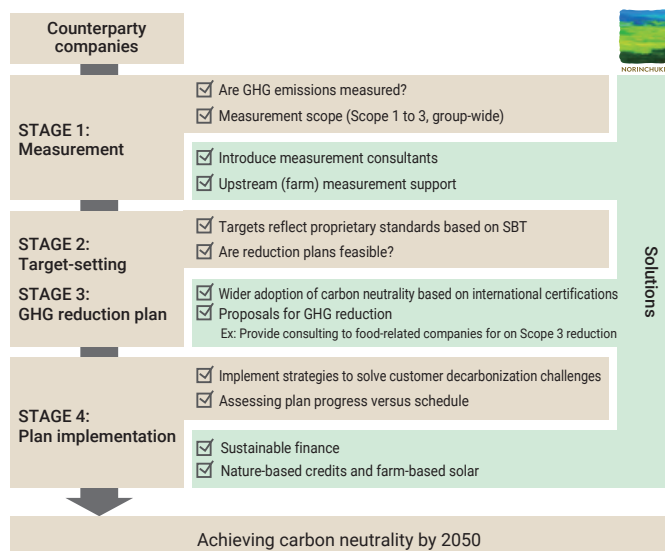 Counterparty
companies
NORINCHUKIN
STAGE 1:
Measurement
Are GHG emissions measured?
Measurement scope (Scope 1 to 3, group-wide)
Introduce measurement consultants
Upstream (farm) measurement support
STAGE 2:
Target-setting
Targets reflect proprietary standards based on SBT
Are reduction plans feasible?
STAGE 3:
GHG reduction plan
Wider adoption of carbon neutrality based on international certifications
Proposals for GHG reduction
Ex: Provide consulting to food-related companies for on Scope 3 reduction
Solutions
STAGE 4:
Plan implementation
Implement strategies to solve customer decarbonization challenges
Assessing plan progress versus schedule
Sustainable finance
Nature-based credits and farm-based solar
Achieving carbon neutrality by 2050